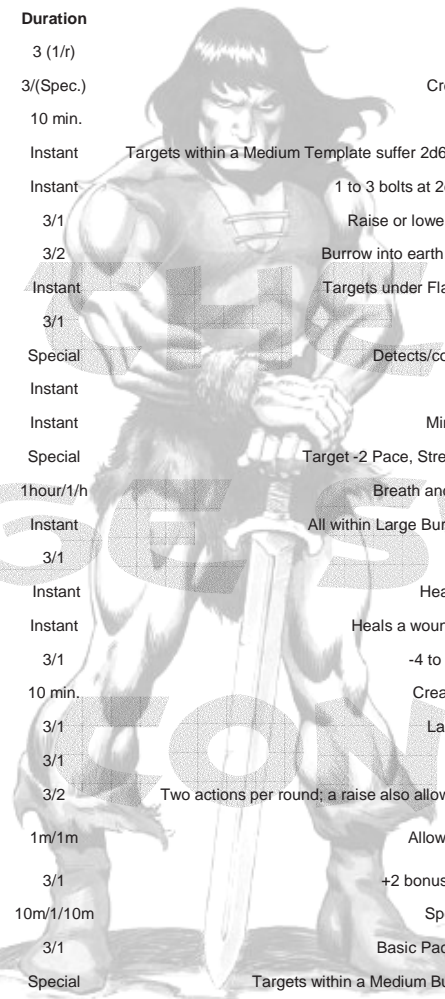 Duration
3 (1/r)
3/(Spec.) Cre
10 min.
Instant Targets within a Medium Template suffer 2d6
Instant 1 to 3 bolts at 2
3/1 Raise or lowe
3/2 Burrow into earth
Instant Targets under Fla
3/1
Special Detects/co
Instant
Instant Min
Special Target -2 Pace, Stre
1hour/1/h Breath and
Instant All within Large Bur
3/1
Instant Hea
Instant Heals a woun
3/1 -4 to
10 min. Crea
3/1 La
3/1
3/2 Two actions per round; a raise also allow
1m/1m Allow
3/1 +2 bonus
10m/1/10m Sp
3/1 Basic Pac
Special Targets within a Medium Bu